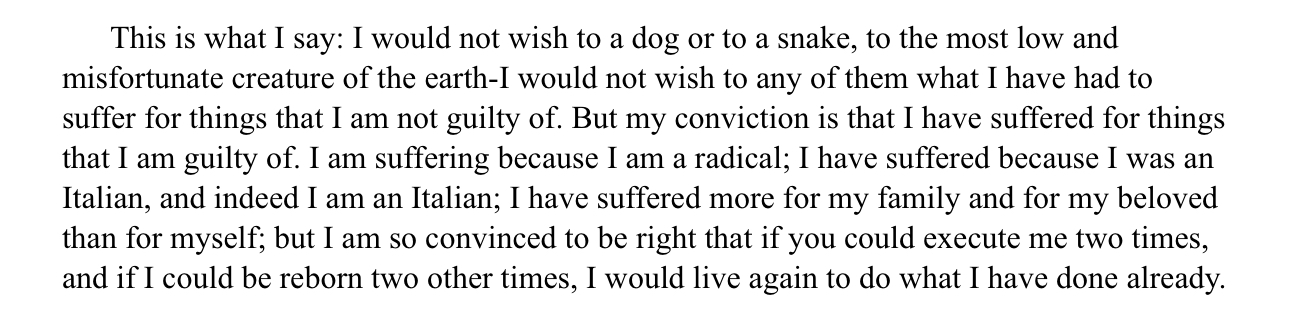 This is what I say: I would not wish to a dog or to a snake, to the most low and
misfortunate creature of the earth-I would not wish to any of them what I have had to
suffer for things that I am not guilty of. But my conviction is that I have suffered for things
that I am guilty of. I am suffering because I am a radical; I have suffered because I was an
Italian, and indeed I am an Italian; I have suffered more for my family and for my beloved
than for myself; but I am so convinced to be right that if you could execute me two times,
and if I could be reborn two other times, I would live again to do what I have done already.